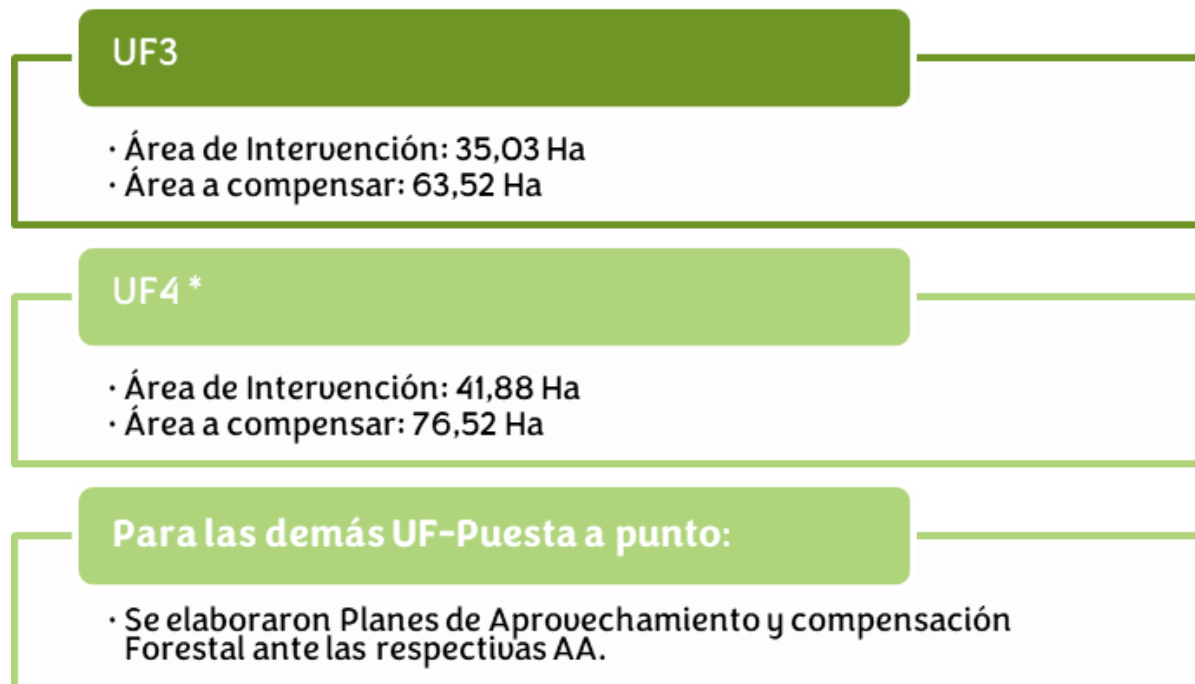 UF3
· Área de Intervención: 35,03 Ha
· Área a compensar: 63,52 Ha
UF4 *
· Área de Intervención: 41,88 Ha
· Área a compensar: 76,52 Ha
Para las demás UF-Puesta a punto:
· Se elaboraron Planes de Aprovechamiento y compensación
Forestal ante las respectivas AA.